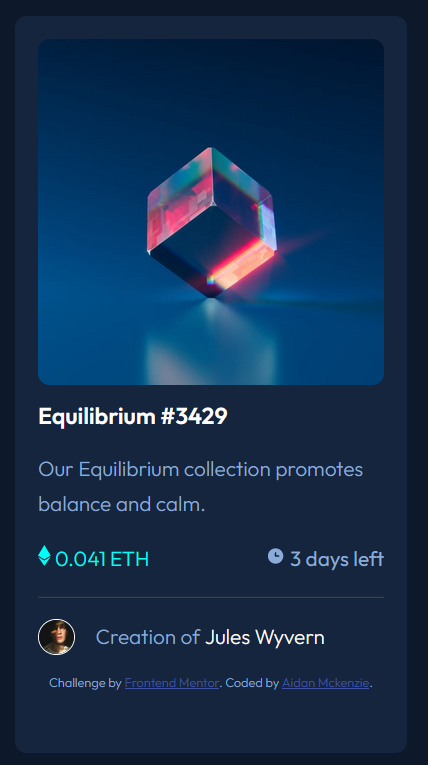 Equilibrium #3429
Our Equilibrium collection promotes
balance and calm.
0.041 ETH
3 days left
Creation of Jules Wyvern
Challenge by Frontend Mentor. Coded by Aidan Mckenzie.